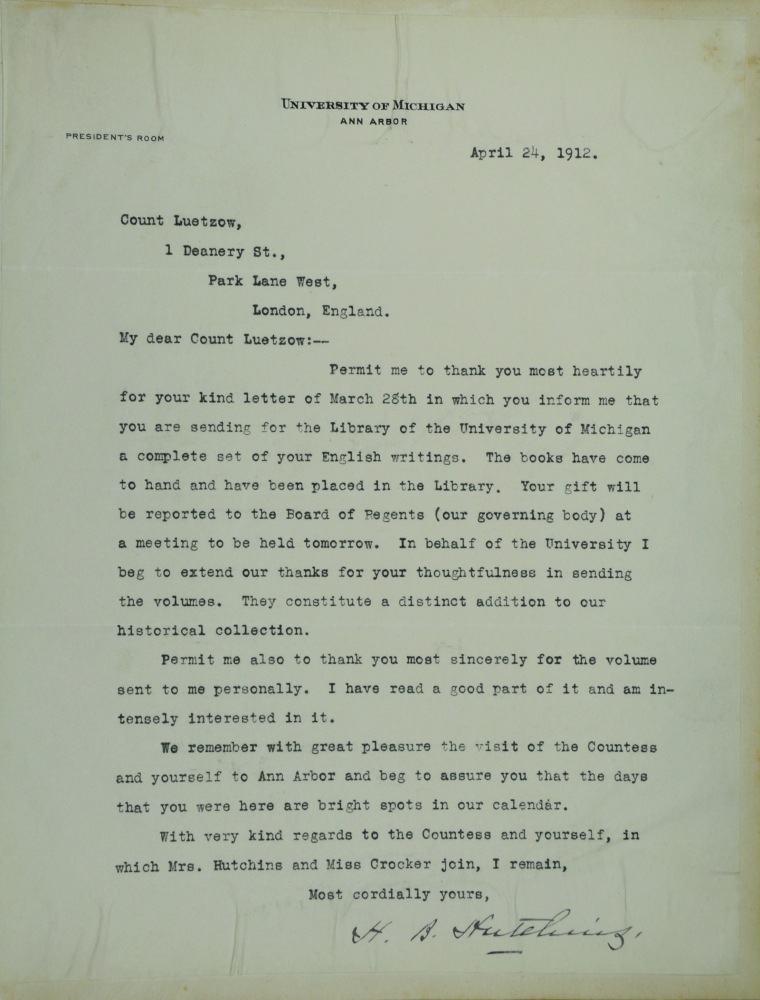 UNIVERSITY OF MICHIGAN
ANN ARBOR
PRESIDENT'S ROOM
April 24, 1912.
Count Luetzow,
1 Deanery St.,
Park Lane West,
London, England.
My dear Count Luetzow:--
Permit me to thank you most heartily
for your kind letter of March 28th in which you inform me that
you are sending for the Library of the University of Michigan
a complete set of your English writings. The books have come
to hand and have been placed in the Library. Your gift will
be reported to the Board of Regents (our governing body) at
a meeting to be held tomorrow. In behalf of the University I
beg to extend our thanks for your thoughtfulness in sending
the volumes. They constitute a distinct addition to our
historical collection.
Permit me also to thank you most sincerely for the volume
sent to me personally. I have read a good part of it and am in-
tensely interested in it.
We remember with great pleasure the visit of the Countess
and yourself to Ann Arbor and beg to assure you that the days
that you were here are bright spots in our calendar.
With very kind regards to the Countess and yourself, in
which Mrs. Hutchins and Miss Crocker join, I remain,
Most cordially yours,
H. B. Hutchins.